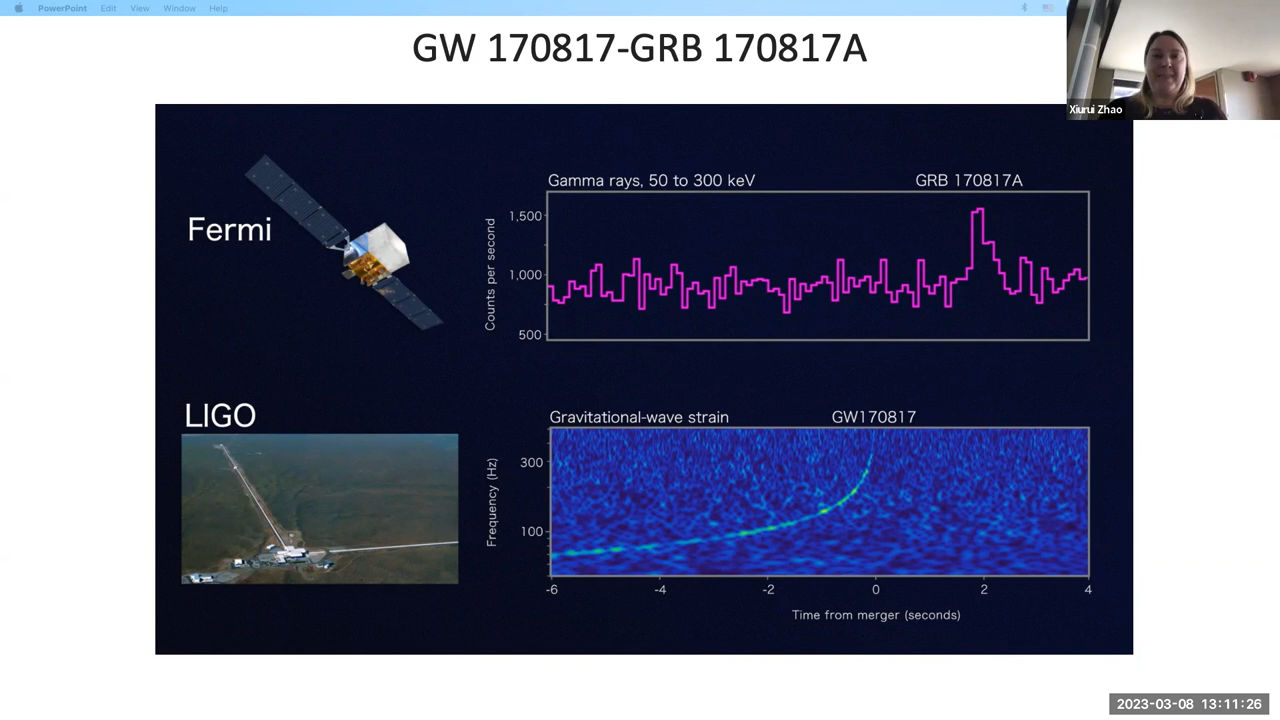 PowerPoint Edit View Window Help
GW 170817-GRB 170817A
Xiurui Zhao
Fermi
Gamma rays, 50 to 300 keV
GRB 170817A
Counts per second
1,500
1,000
500
LIGO
Gravitational-wave strain
GW170817
Frequency (Hz)
300
100
-6 -4 -2 0 2 4
Time from merger (seconds)
2023-03-08 13:11:26